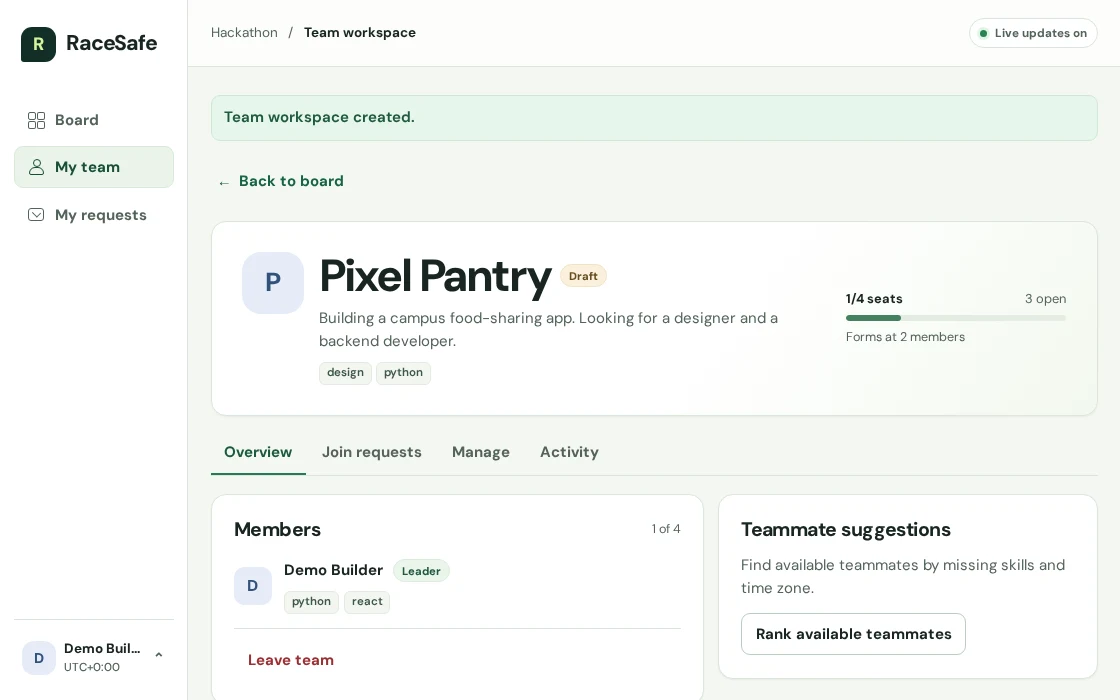 R RaceSafe
Board
My team
My requests
D Demo Buil...
UTC+0:00
Hackathon / Team workspace
Live updates on
Team workspace created.
← Back to board
P
Pixel Pantry Draft
Building a campus food-sharing app. Looking for a designer and a
backend developer.
design python
1/4 seats 3 open
Forms at 2 members
Overview Join requests Manage Activity
Members 1 of 4
D
Demo Builder Leader
python react
Leave team
Teammate suggestions
Find available teammates by missing skills and
time zone.
Rank available teammates